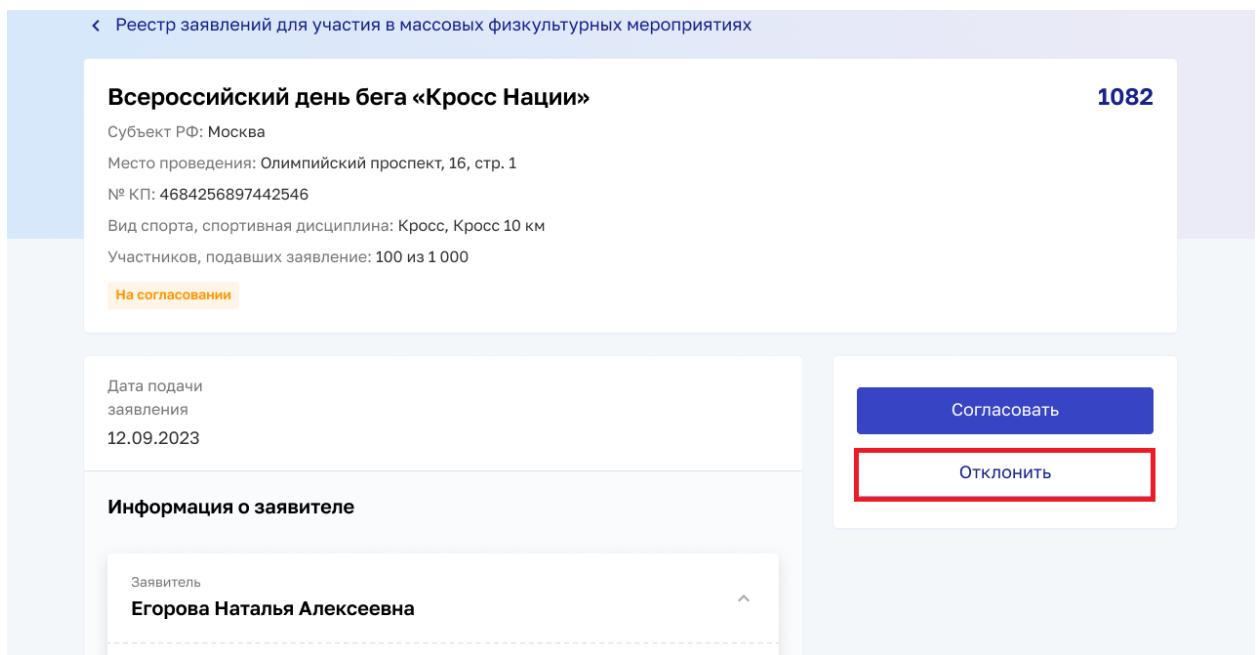 Реестр заявлений для участия в массовых физкультурных мероприятиях
Всероссийский день бега «Кросс Нации»
1082
Субъект РФ: Москва
Место проведения: Олимпийский проспект, 16, стр. 1
№ КП: 4684256897442546
Вид спорта, спортивная дисциплина: Кросс, Кросс 10 км
Участников, подавших заявление: 100 из 1 000
На согласовании
Дата подачи
заявления
12.09.2023
Согласовать
Отклонить
Информация о заявителе
Заявитель
Егорова Наталья Алексеевна